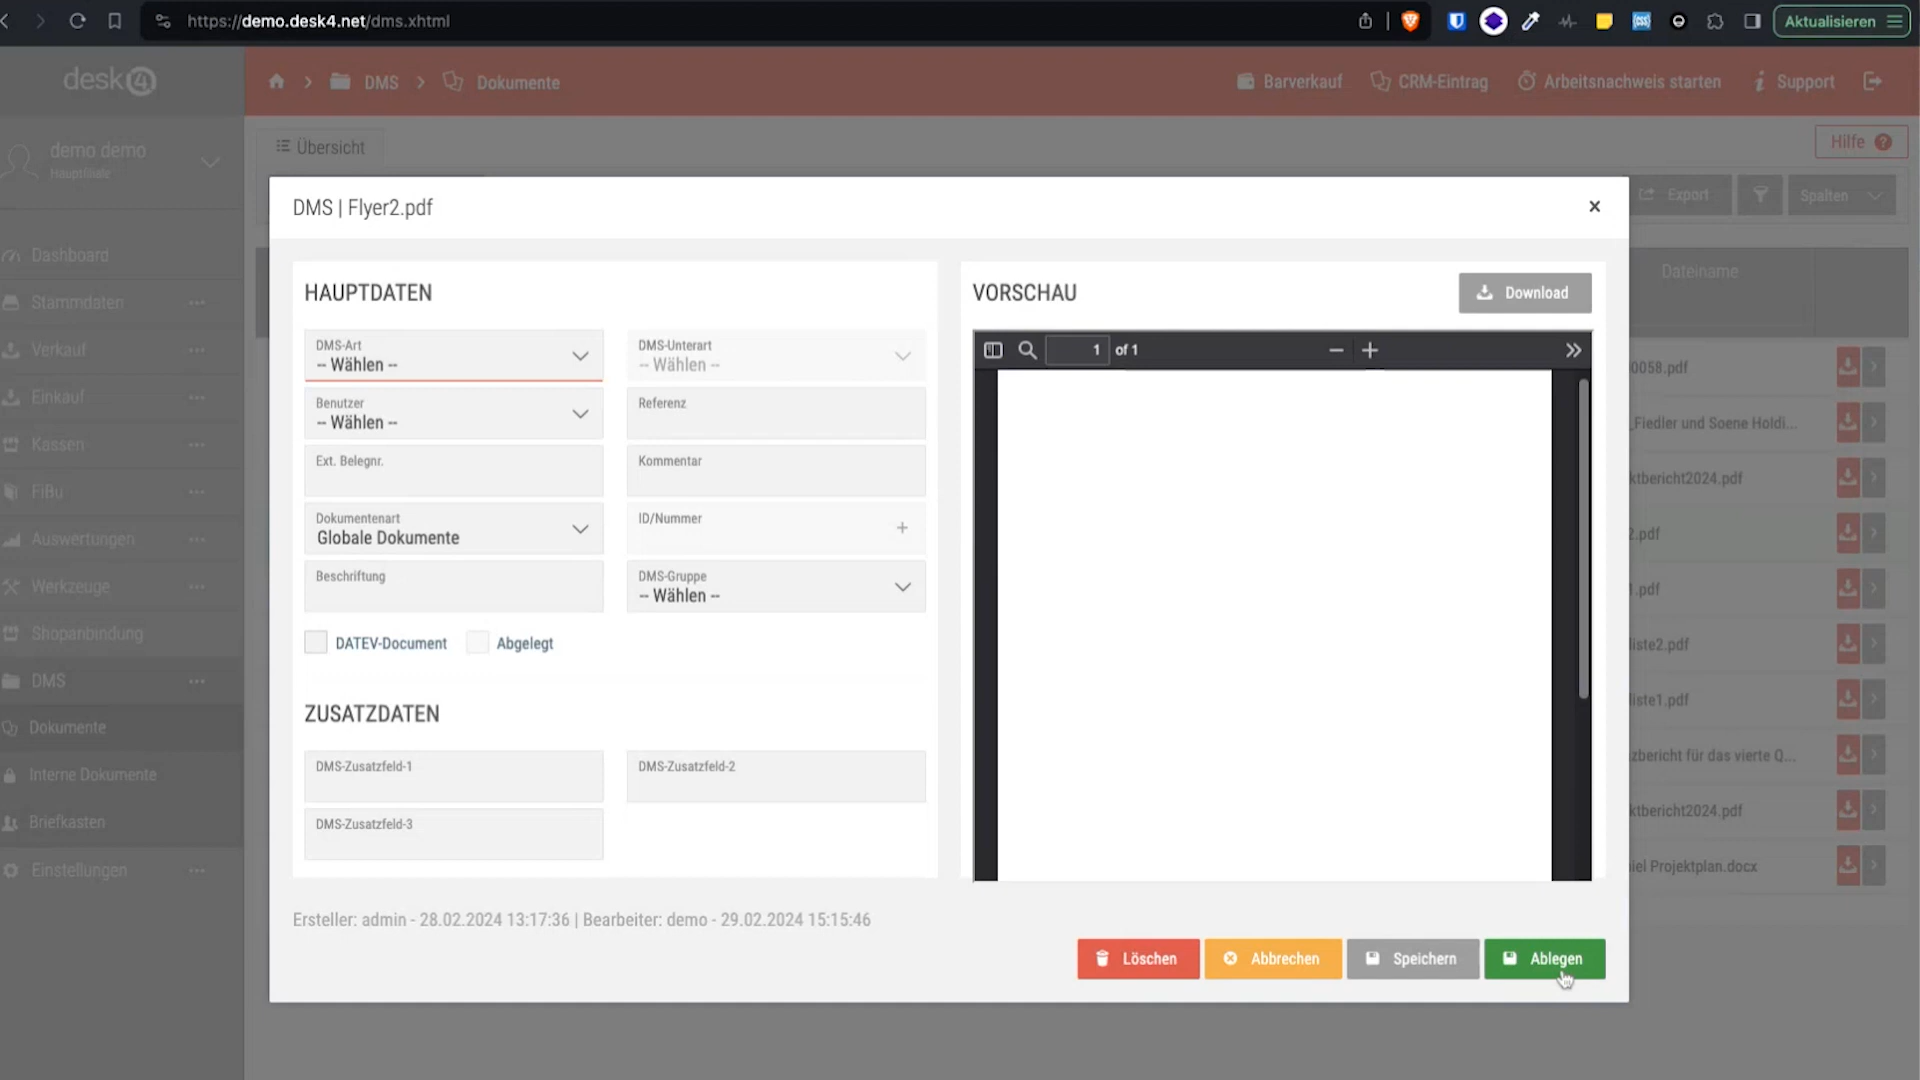 https://demo.desk4.net/dms.xhtml
Aktualisieren
desk4
DMS
Dokumente
Barverkauf
CRM-Eintrag
Arbeitsnachweis starten
Support
demo demo
Hauptfiliale
Übersicht
Hilfe
Export
Spalten
Dateiname
Dashboard
Stammdaten
Verkauf
Einkauf
Kassen
FiBu
Auswertungen
Werkzeuge
Shopanbindung
DMS
Dokumente
Interne Dokumente
Briefkasten
Einstellungen
DMS | Flyer2.pdf
HAUPTDATEN
DMS-Art
-- Wählen --
DMS-Unterart
-- Wählen --
Benutzer
-- Wählen --
Referenz
Ext. Belegnr.
Kommentar
Dokumentenart
Globale Dokumente
ID/Nummer
Beschriftung
DMS-Gruppe
-- Wählen --
DATEV-Document
Abgelegt
ZUSATZDATEN
DMS-Zusatzfeld-1
DMS-Zusatzfeld-2
DMS-Zusatzfeld-3
VORSCHAU
Download
1 of 1
0058.pdf
_Fiedler und Soene Holdi...
ktbericht2024.pdf
2.pdf
1.pdf
liste2.pdf
liste1.pdf
zbericht für das vierte Q...
ktbericht2024.pdf
iel Projektplan.docx
Ersteller: admin - 28.02.2024 13:17:36 | Bearbeiter: demo - 29.02.2024 15:15:46
Löschen
Abbrechen
Speichern
Ablegen